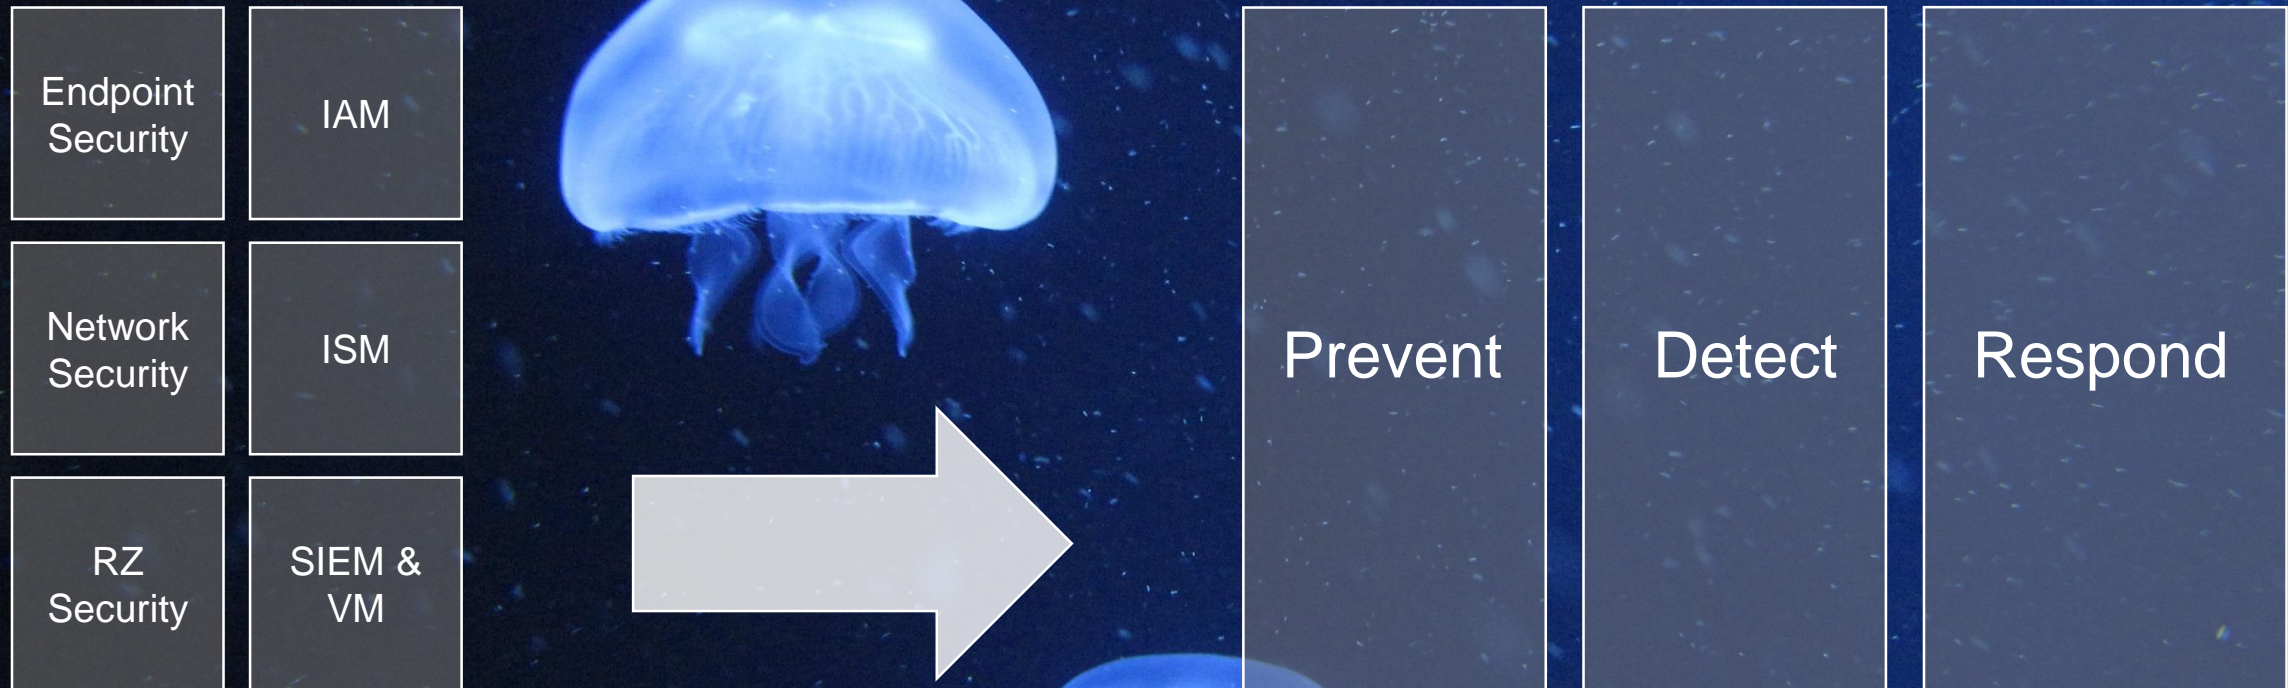 Endpoint
Security
IAM
Network
Security
ISM
RZ
Security
SIEM &
VM
Prevent
Detect
Respond